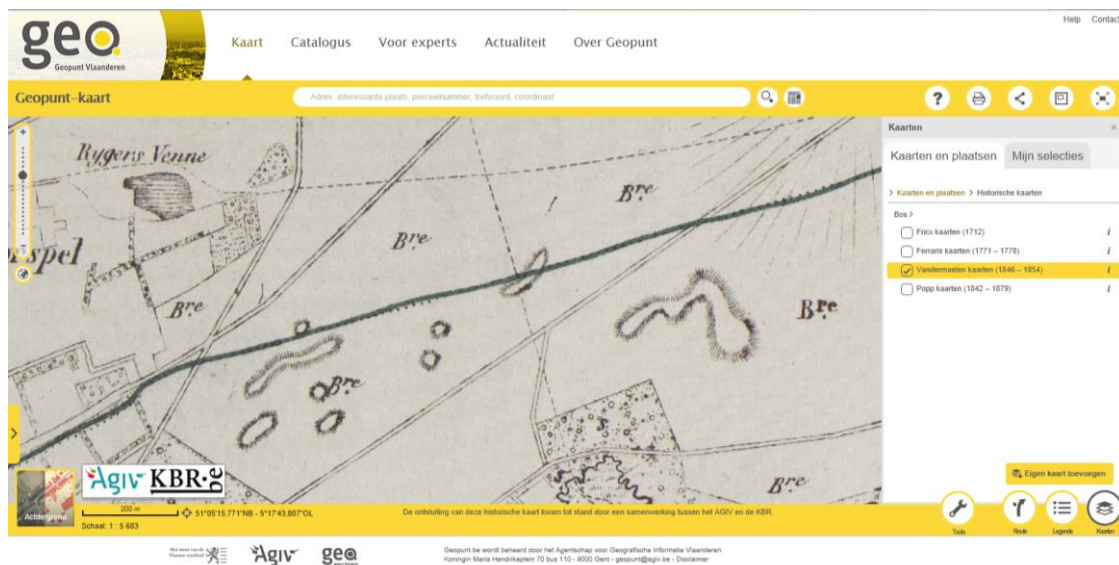 Help Contact
geo
Geopunt Vlaanderen
Kaart Catalogus Voor experts Actualiteit Over Geopunt
Geopunt-kaart
Adres, interessante plaats, perceelnummer, trefwoord, coördinaat
?
Kaarten ×
Kaarten en plaatsen Mijn selecties
> Kaarten en plaatsen > Historische kaarten
Bos >
Fricx kaarten (1712) i
Ferraris kaarten (1771 – 1778) i
Vandermaelen kaarten (1846 – 1854) i
Popp kaarten (1842 – 1879) i
Rygers Venne
Bre
Bre
spel
Bre
Bre
Bre
Bre
Eigen kaart toevoegen
Agiv KBR.be
Achtergrond
200 m
51°05'15,771"NB - 5°17'43,807"OL
De ontsluiting van deze historische kaart kwam tot stand door een samenwerking tussen het AGIV en de KBR.
Schaal: 1 : 5 683
Tools Route Legende Kaarten
Met steun van de
Vlaamse overheid
Agiv
geo
Geopunt.be wordt beheerd door het Agentschap voor Geografische Informatie Vlaanderen
Koningin Maria Hendrikaplein 70 bus 110 - 9000 Gent - geopunt@agiv.be - Disclaimer